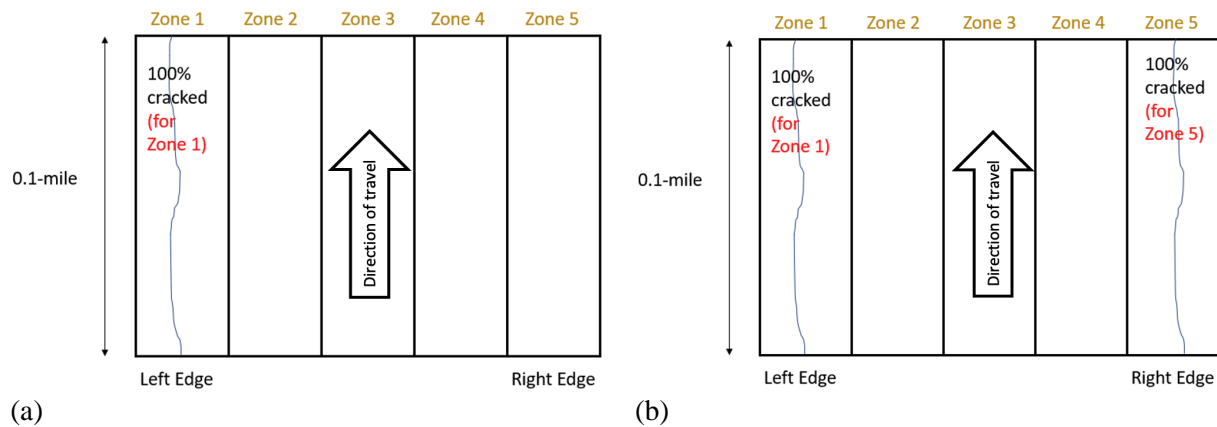 Zone 1 Zone 2 Zone 3 Zone 4 Zone 5
100%
cracked
(for
Zone 1)
0.1-mile
Direction of travel
Left Edge
Right Edge
(a)
Zone 1 Zone 2 Zone 3 Zone 4 Zone 5
100%
cracked
(for
Zone 1)
100%
cracked
(for
Zone 5)
0.1-mile
Direction of travel
Left Edge
Right Edge
(b)